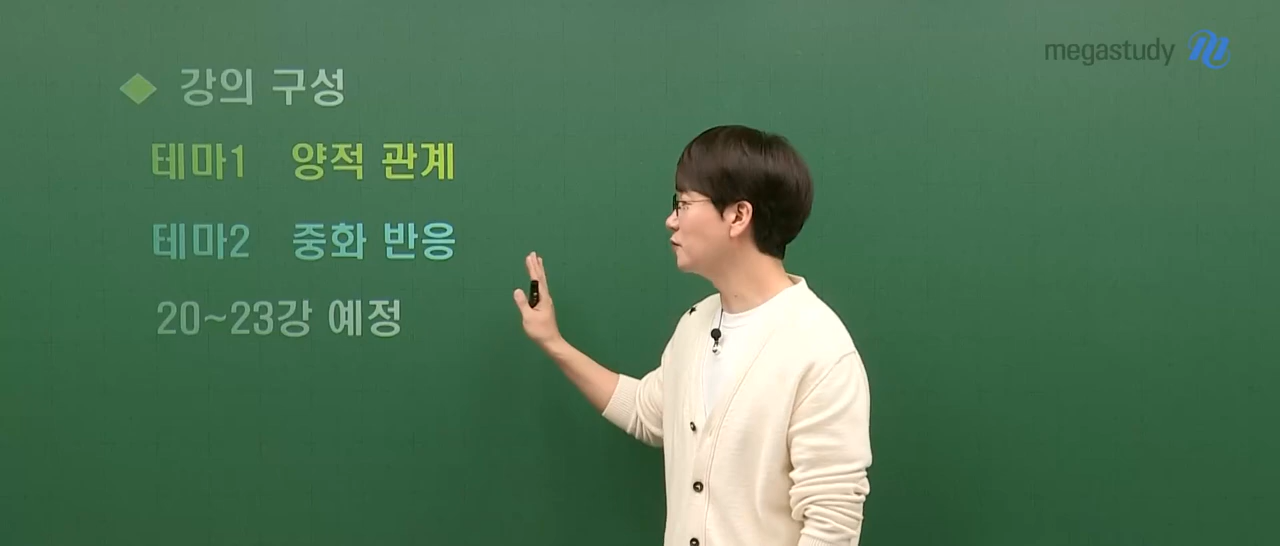 megastudy
강의 구성
테마1 양적 관계
테마2 중화 반응
20~23강 예정